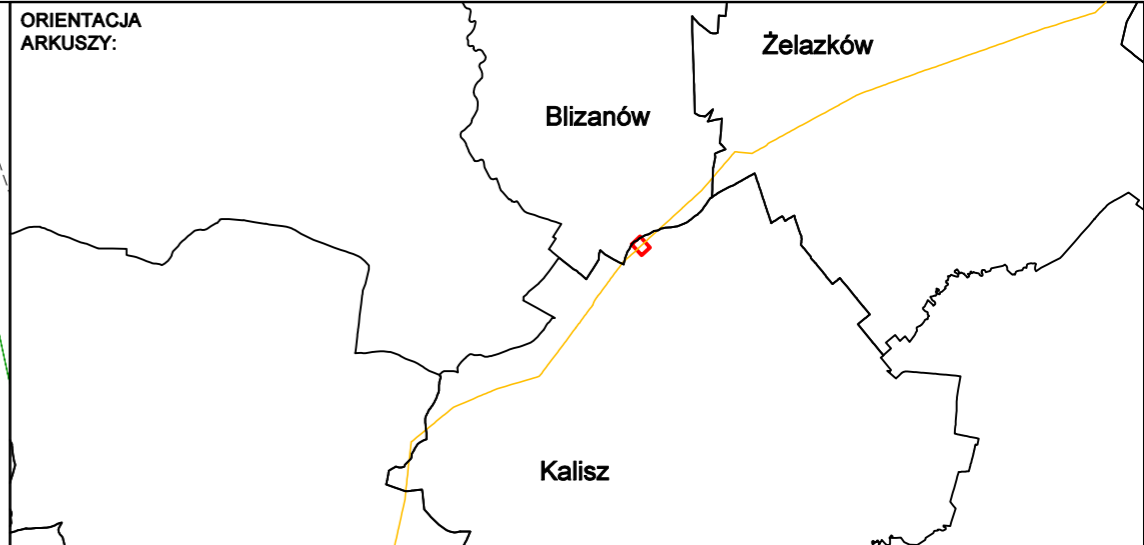 ORIENTACJA
ARKUSZY:
Żelazków
Blizanów
Kalisz